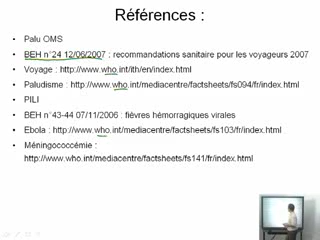 Références :
Palu OMS
BEH n°24 12/06/2007 : recommandations sanitaire pour les voyageurs 2007
Voyage : http://www.who.int/ith/en/index.html
Paludisme : http://www.who.int/mediacentre/factsheets/fs094/fr/index.html
PILI
BEH n°43-44 07/11/2006 : fièvres hémorragiques virales
Ebola : http://www.who.int/mediacentre/factsheets/fs103/fr/index.html
Méningococcémie :
http://www.who.int/mediacentre/factsheets/fs141/fr/index.html